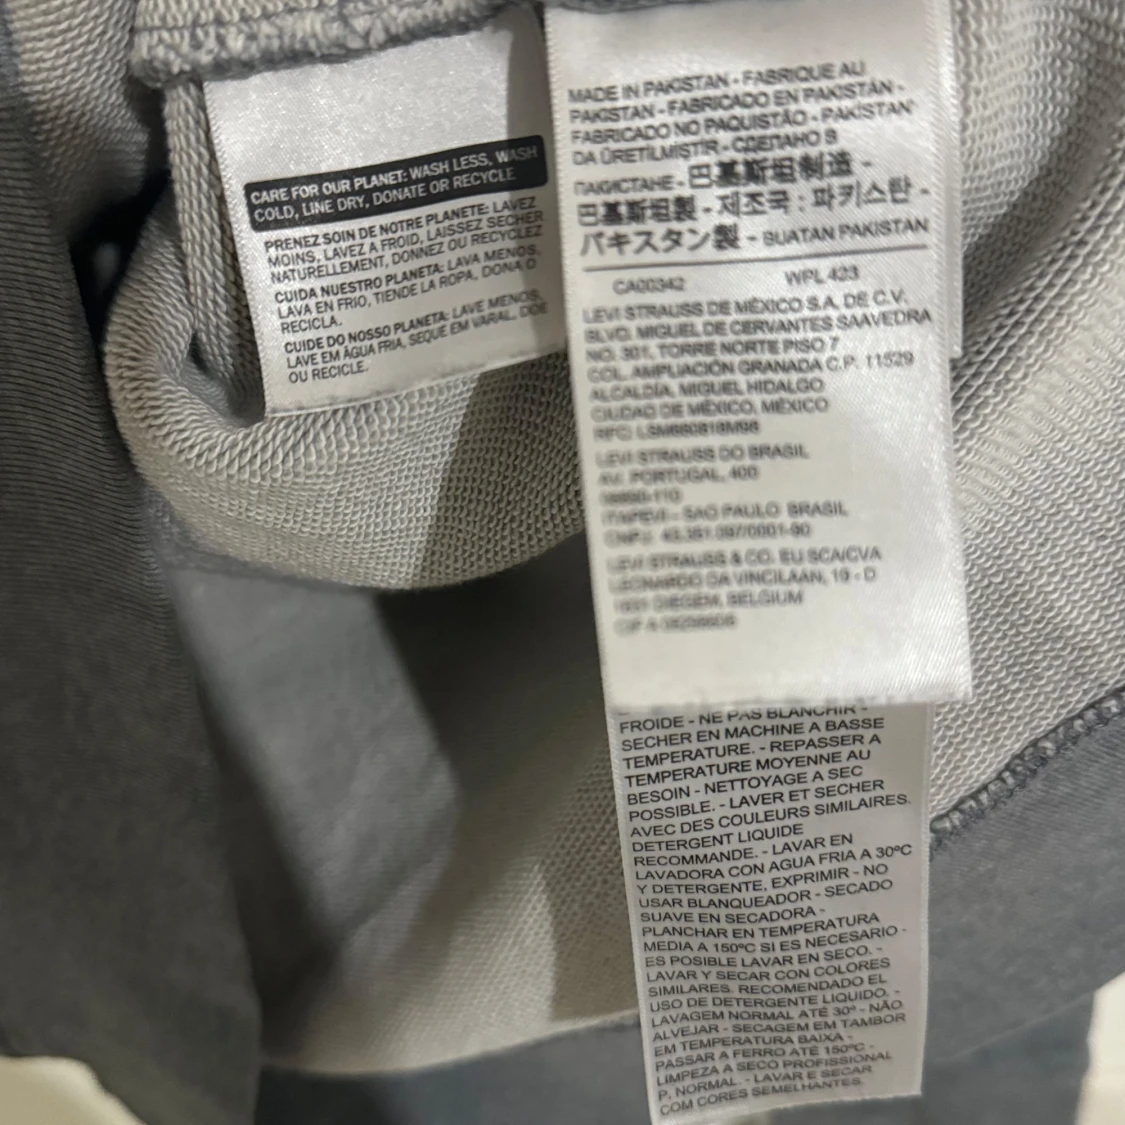 CARE FOR OUR PLANET: WASH LESS, WASH
COLD, LINE DRY, DONATE OR RECYCLE
PRENEZ SOIN DE NOTRE PLANETE: LAVEZ
MOINS, LAVEZ A FROID, LAISSEZ SECHER
NATURELLEMENT, DONNEZ OU RECYCLEZ
CUIDA NUESTRO PLANETA: LAVA MENOS,
LAVA EN FRIO, TIENDE LA ROPA, DONA O
RECICLA.
CUIDE DO NOSSO PLANETA: LAVE MENOS,
LAVE EM ÁGUA FRIA, SEQUE EM VARAL, DOE
OU RECICLE.
MADE IN PAKISTAN - FABRIQUE AU
PAKISTAN - FABRICADO EN PAKISTÁN -
FABRICADO NO PAQUISTÃO - PAKİSTAN'
DA ÜRETİLMİŞTİR - СДЕЛАНО В
ПАКИСТАНЕ - 巴基斯坦制造 -
巴基斯坦製 - 제조국 : 파키스탄 -
パキスタン製 - BUATAN PAKISTAN
CA00342 WPL 423
LEVI STRAUSS DE MÉXICO S.A. DE C.V.
BLVD. MIGUEL DE CERVANTES SAAVEDRA
NO. 301, TORRE NORTE PISO 7
COL. AMPLIACIÓN GRANADA C.P. 11529
ALCALDÍA, MIGUEL HIDALGO
CIUDAD DE MÉXICO, MÉXICO
LEVI STRAUSS DO BRASIL
AV. PORTUGAL, 400
ITAPEVI - SAO PAULO BRASIL
LEVI STRAUSS & CO. EU SCA/CVA
LEONARDO DA VINCILAAN, 19 - D
1831 DIEGEM, BELGIUM
FROIDE - NE PAS BLANCHIR -
SECHER EN MACHINE A BASSE
TEMPERATURE. - REPASSER A
TEMPERATURE MOYENNE AU
BESOIN - NETTOYAGE A SEC
POSSIBLE. - LAVER ET SECHER
AVEC DES COULEURS SIMILAIRES.
DETERGENT LIQUIDE
RECOMMANDE. - LAVAR EN
LAVADORA CON AGUA FRIA A 30ºC
Y DETERGENTE, EXPRIMIR - NO
USAR BLANQUEADOR - SECADO
SUAVE EN SECADORA -
PLANCHAR EN TEMPERATURA
MEDIA A 150ºC SI ES NECESARIO -
ES POSIBLE LAVAR EN SECO. -
LAVAR Y SECAR CON COLORES
SIMILARES. RECOMENDADO EL
USO DE DETERGENTE LIQUIDO. -
LAVAGEM NORMAL ATÉ 30º - NÃO
ALVEJAR - SECAGEM EM TAMBOR
EM TEMPERATURA BAIXA -
PASSAR A FERRO ATÉ 150ºC -
LIMPEZA A SECO PROFISSIONAL
P, NORMAL. - LAVAR E SECAR
COM CORES SEMELHANTES.